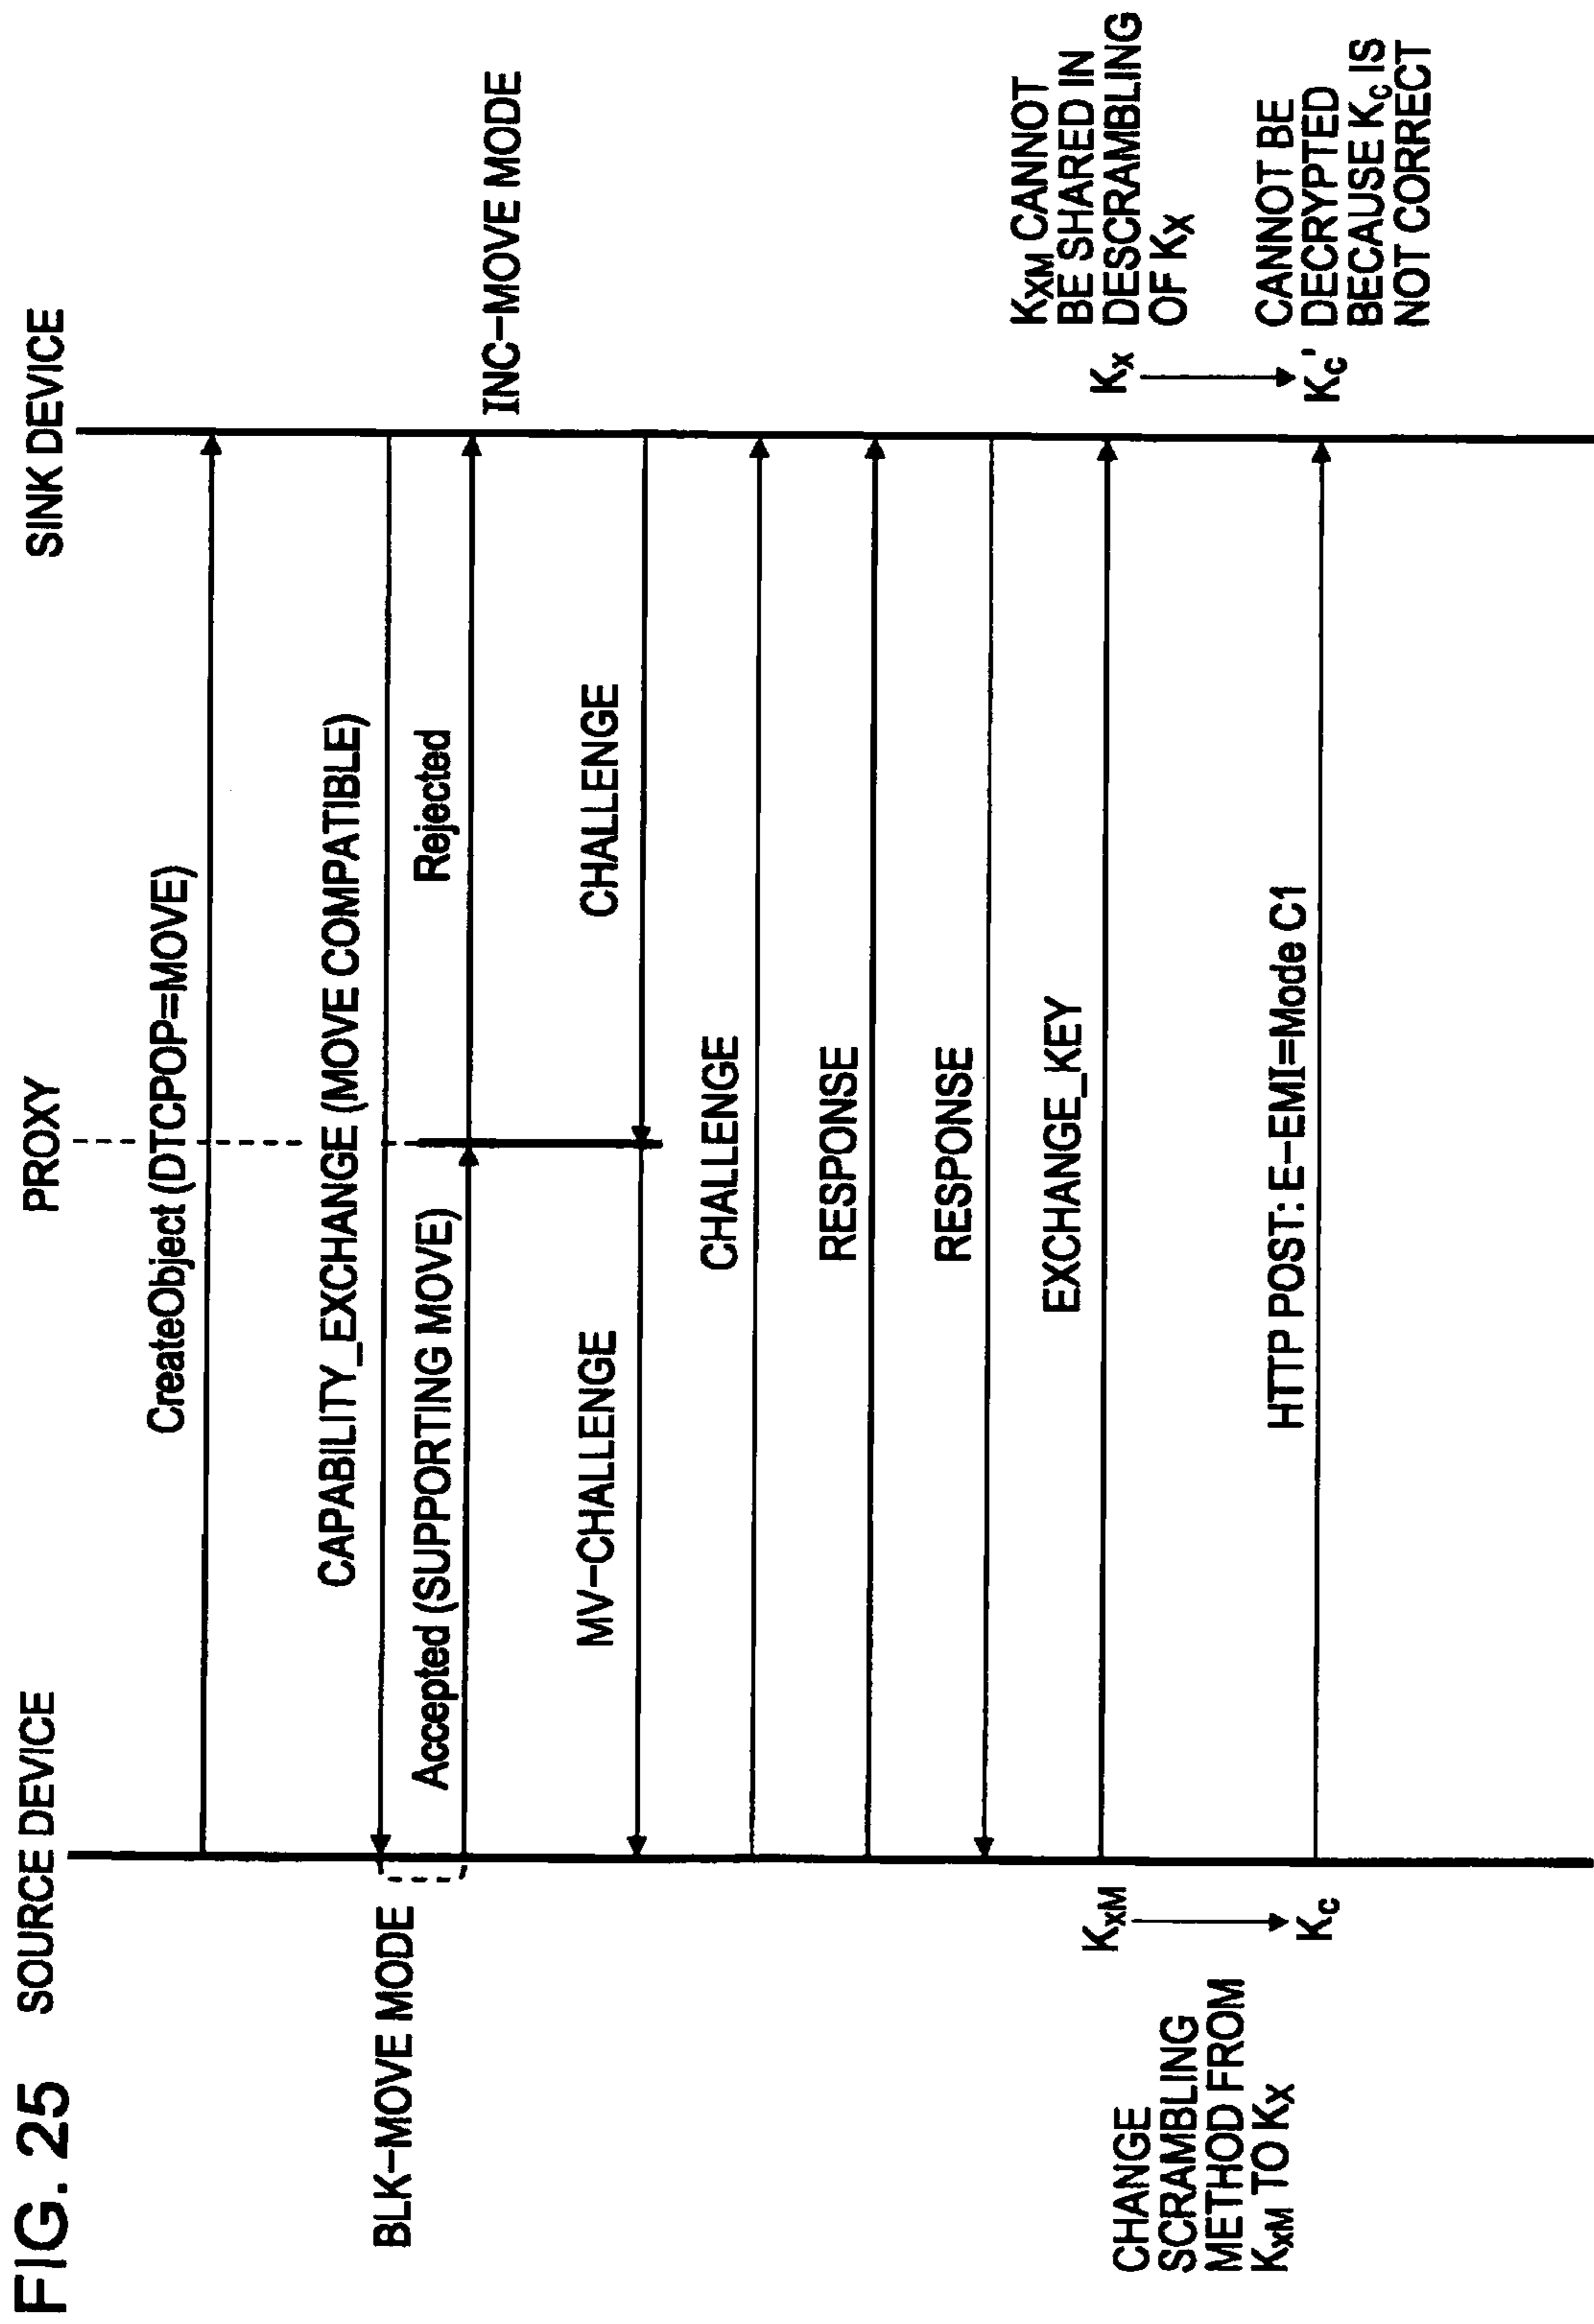 FIG. 25
SOURCE DEVICE
PROXY
SINK DEVICE
CreateObject (DTCPOP=MOVE)
CAPABILITY_EXCHANGE (MOVE COMPATIBLE)
BLK-MOVE MODE
Accepted (SUPPORTING MOVE)
Rejected
INC-MOVE MODE
MV-CHALLENGE
CHALLENGE
CHALLENGE
RESPONSE
RESPONSE
EXCHANGE_KEY
KxM
Kx
KXM CANNOT
BE SHARED IN
DESCRAMBLING
OF KX
CHANGE
SCRAMBLING
METHOD FROM
KxM TO KX
HTTP POST: E-EMI=Mode C1
Kc
Kc'
CANNOT BE
DECRYPTED
BECAUSE Kc IS
NOT CORRECT